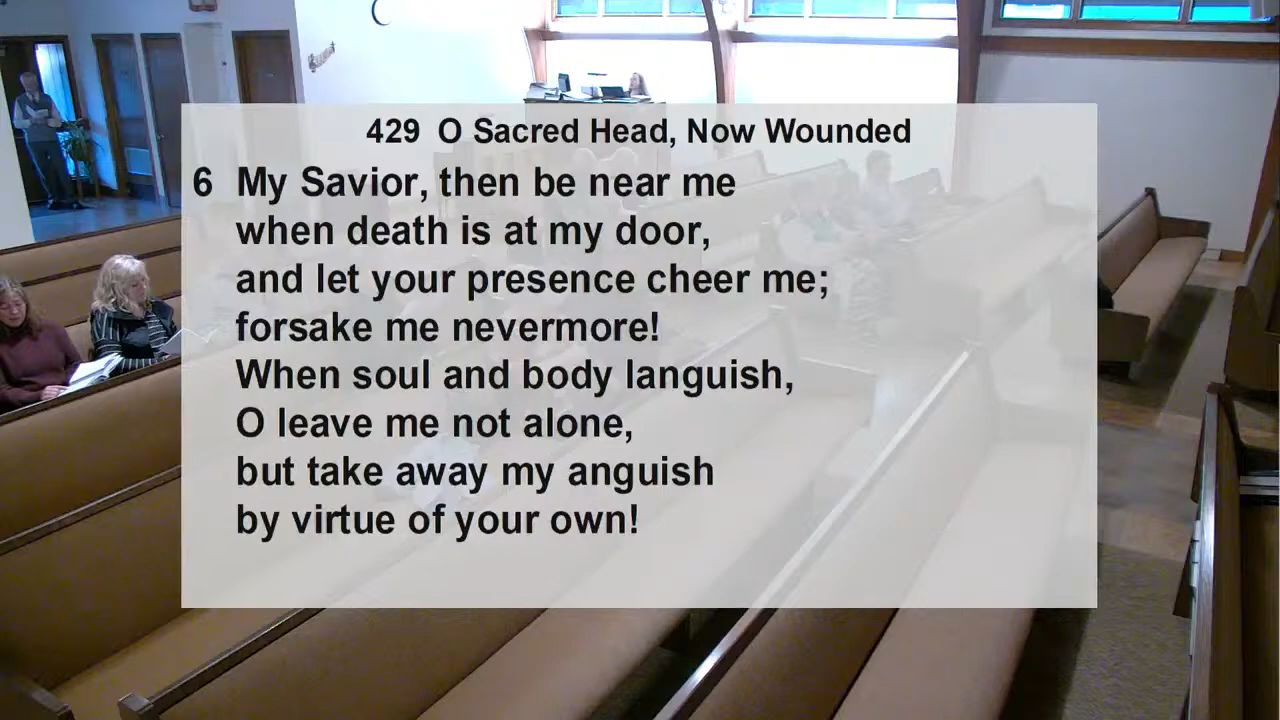 429 O Sacred Head, Now Wounded
6 My Savior, then be near me
when death is at my door,
and let your presence cheer me;
forsake me nevermore!
When soul and body languish,
O leave me not alone,
but take away my anguish
by virtue of your own!